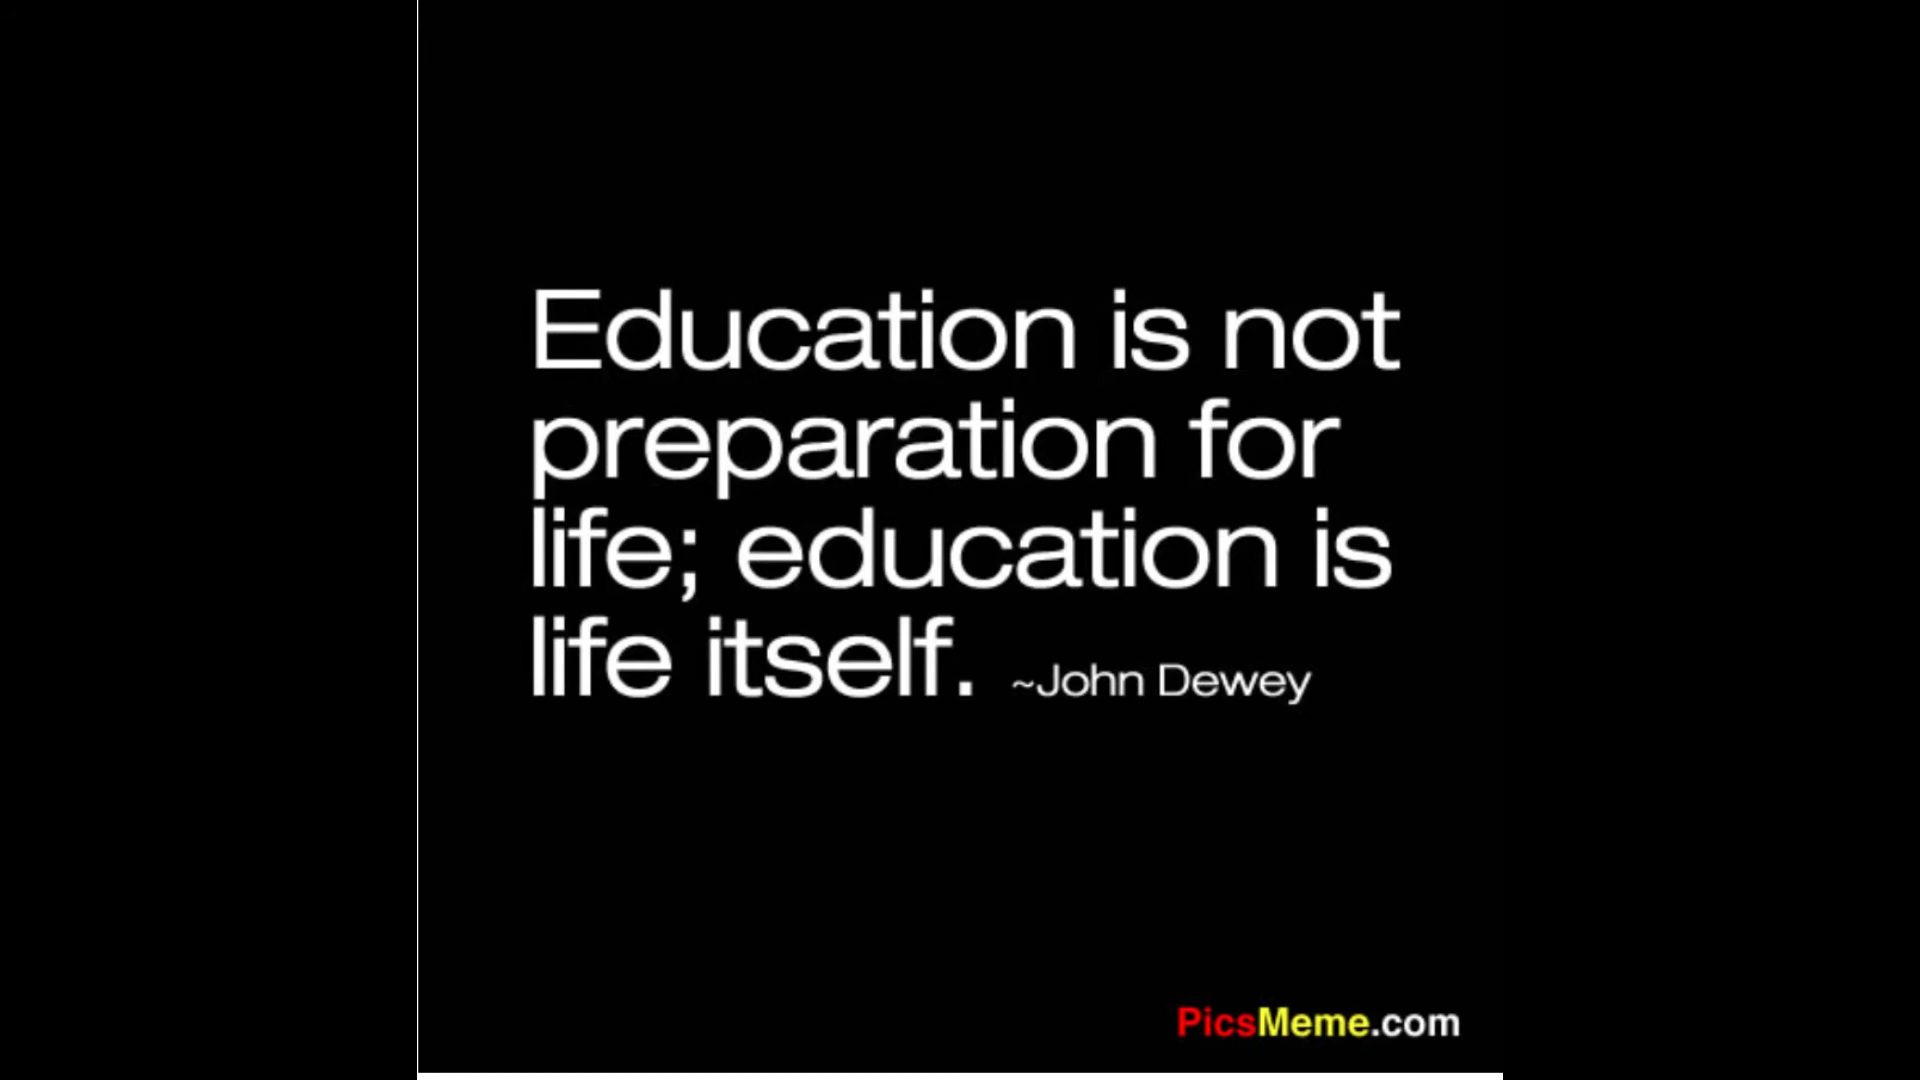 Education is not
preparation for
life; education is
life itself. ~John Dewey
PicsMeme.com